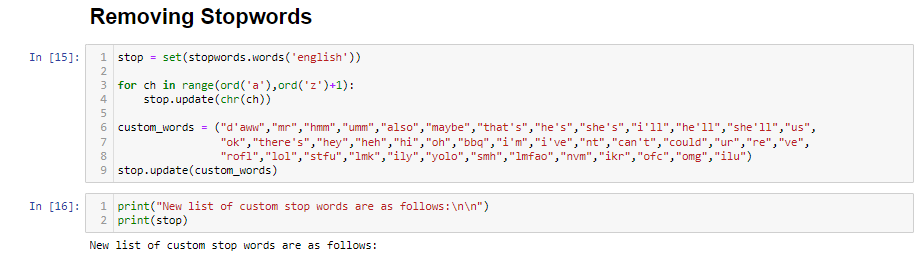 Removing Stopwords
In [15]:
1 stop = set(stopwords.words('english'))
2
3 for ch in range(ord('a'),ord('z')+1):
4     stop.update(chr(ch))
5
6 custom_words = ("d'aww","mr","hmm","umm","also","maybe","that's","he's","she's","i'll","he'll","she'll","us",
7                 "ok","there's","hey","heh","hi","oh","bbq","i'm","i've","nt","can't","could","ur","re","ve",
8                 "rofl","lol","stfu","lmk","ily","yolo","smh","lmfao","nvm","ikr","ofc","omg","ilu")
9 stop.update(custom_words)
In [16]:
1 print("New list of custom stop words are as follows:\n\n")
2 print(stop)
New list of custom stop words are as follows: